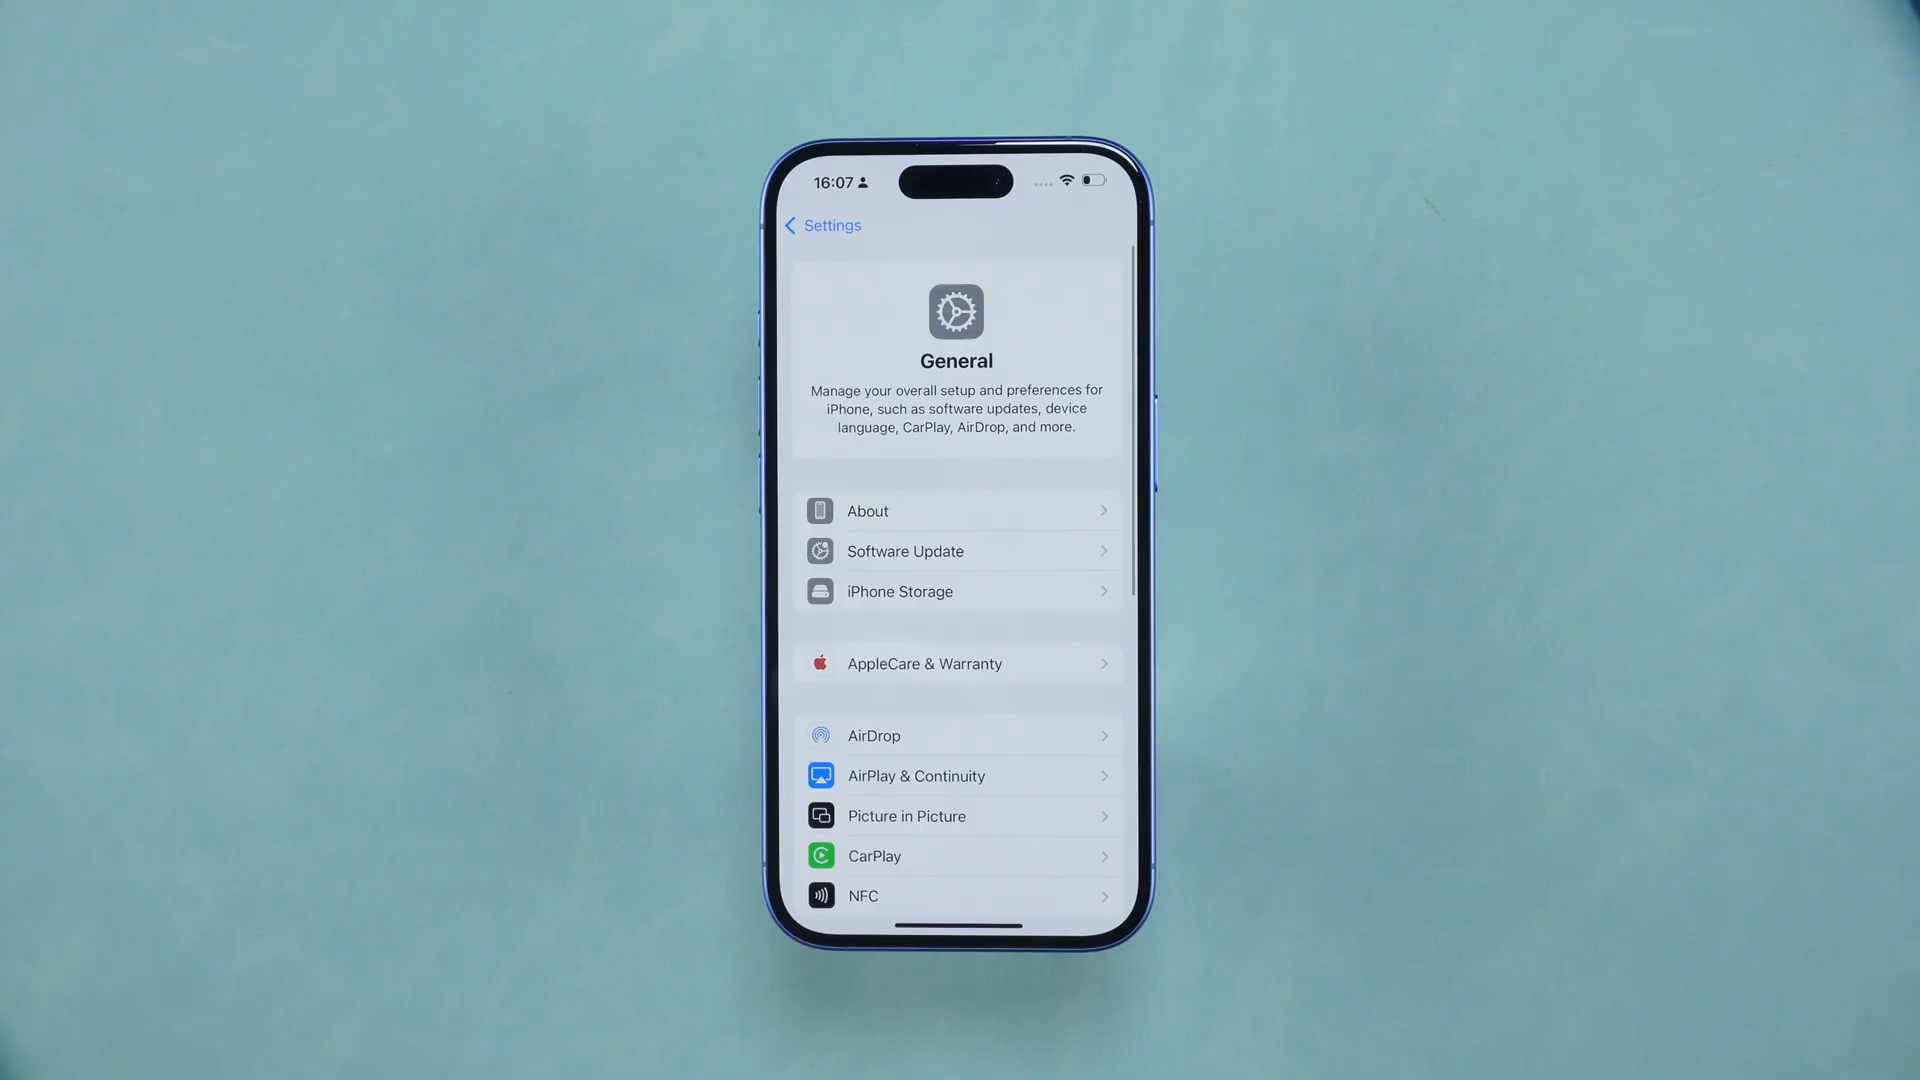 16:07
Settings
General
Manage your overall setup and preferences for
iPhone, such as software updates, device
language, CarPlay, AirDrop, and more.
About
Software Update
iPhone Storage
AppleCare & Warranty
AirDrop
AirPlay & Continuity
Picture in Picture
CarPlay
NFC